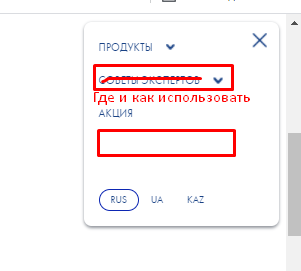 ПРОДУКТЫ
СОВЕТЫ ЭКСПЕРТОВ
Где и как использовать
АКЦИЯ
RUS UA KAZ